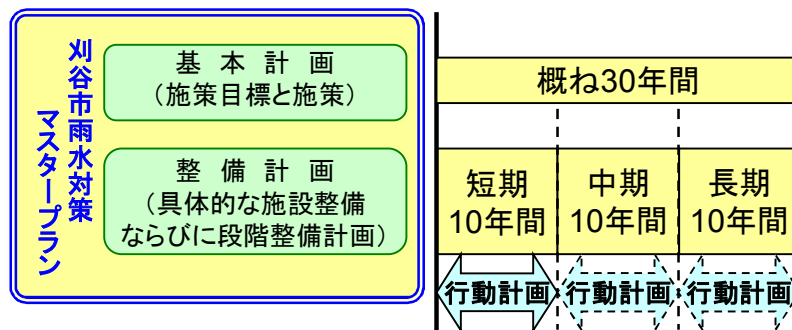 刈谷市雨水対策
マスタープラン
基本計画
（施策目標と施策）
整備計画
（具体的な施設整備
ならびに段階整備計画）
概ね30年間
短期
10年間
中期
10年間
長期
10年間
行動計画
行動計画
行動計画